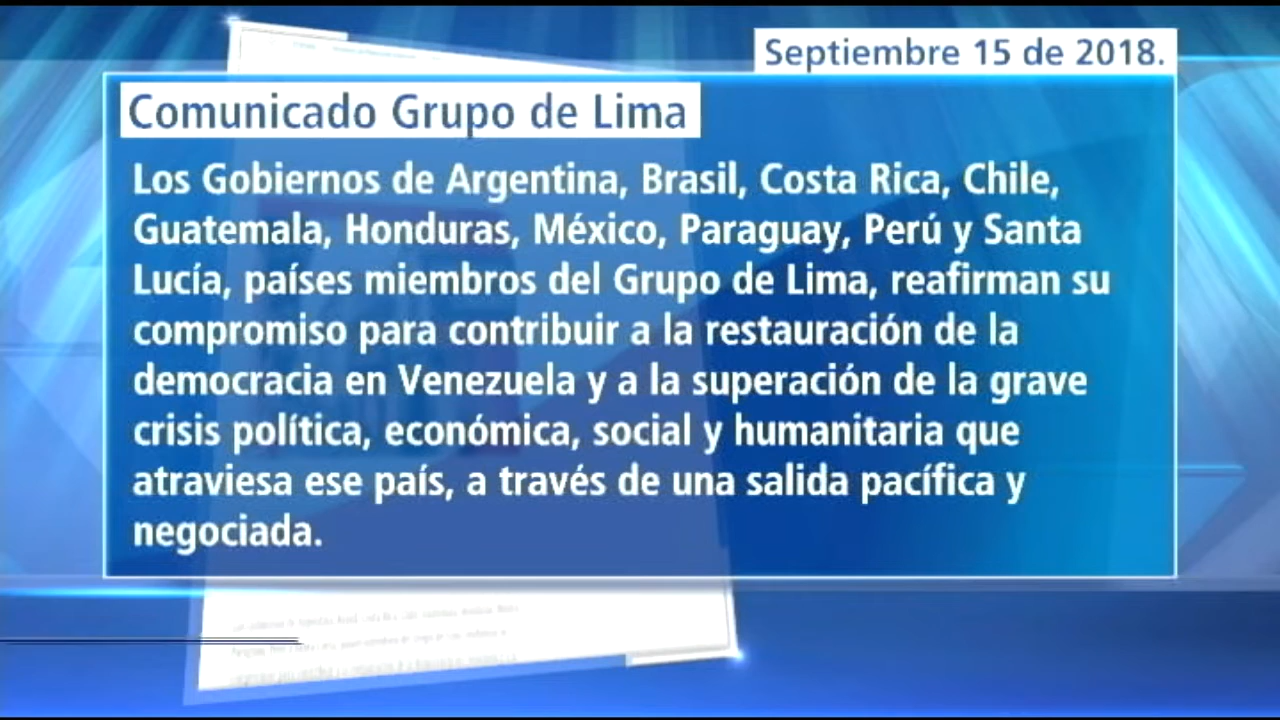 Septiembre 15 de 2018.
Comunicado Grupo de Lima
Los Gobiernos de Argentina, Brasil, Costa Rica, Chile,
Guatemala, Honduras, México, Paraguay, Perú y Santa
Lucía, países miembros del Grupo de Lima, reafirman su
compromiso para contribuir a la restauración de la
democracia en Venezuela y a la superación de la grave
crisis política, económica, social y humanitaria que
atraviesa ese país, a través de una salida pacífica y
negociada.